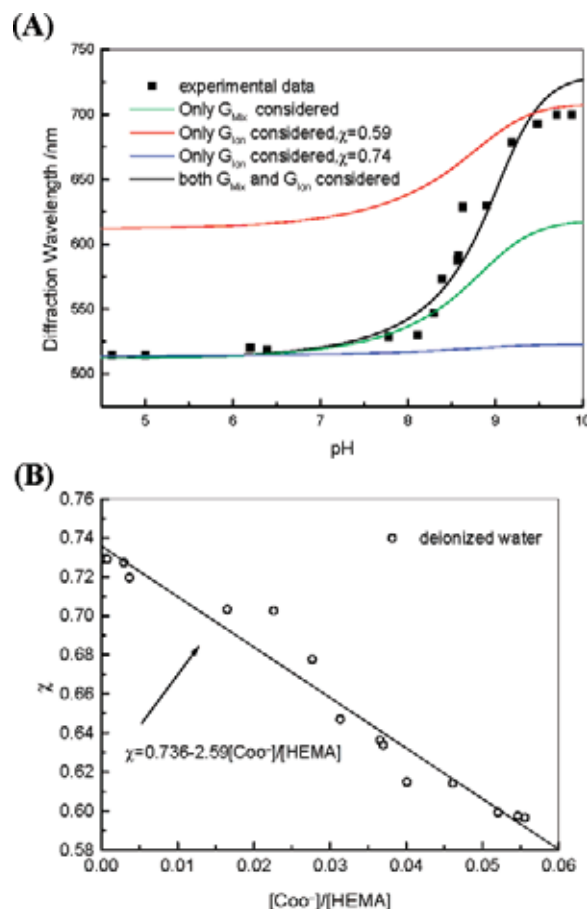 (A)
750
700
650
600
550
500
Diffraction Wavelength /nm
experimental data
Only G_Mix considered
Only G_Ion considered,χ=0.59
Only G_Ion considered,χ=0.74
both G_Mix and G_Ion considered
5 6 7 8 9 10
pH
(B)
0.76
0.74
0.72
0.70
0.68
0.66
0.64
0.62
0.60
0.58
χ
deionized water
χ=0.736-2.59[Coo⁻]/[HEMA]
0.00 0.01 0.02 0.03 0.04 0.05 0.06
[Coo⁻]/[HEMA]